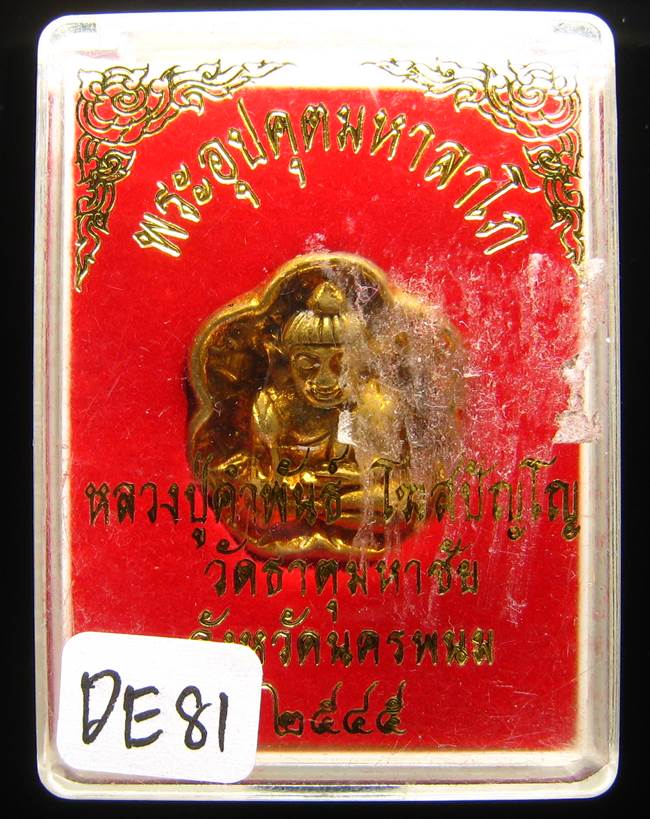 พระอุปคุตมหาลาโภ
หลวงปู่คำพันธ์ โฆสปัญโญ
วัดธาตุมหาชัย
จังหวัดนครพนม
๒๕๔๕
DE81